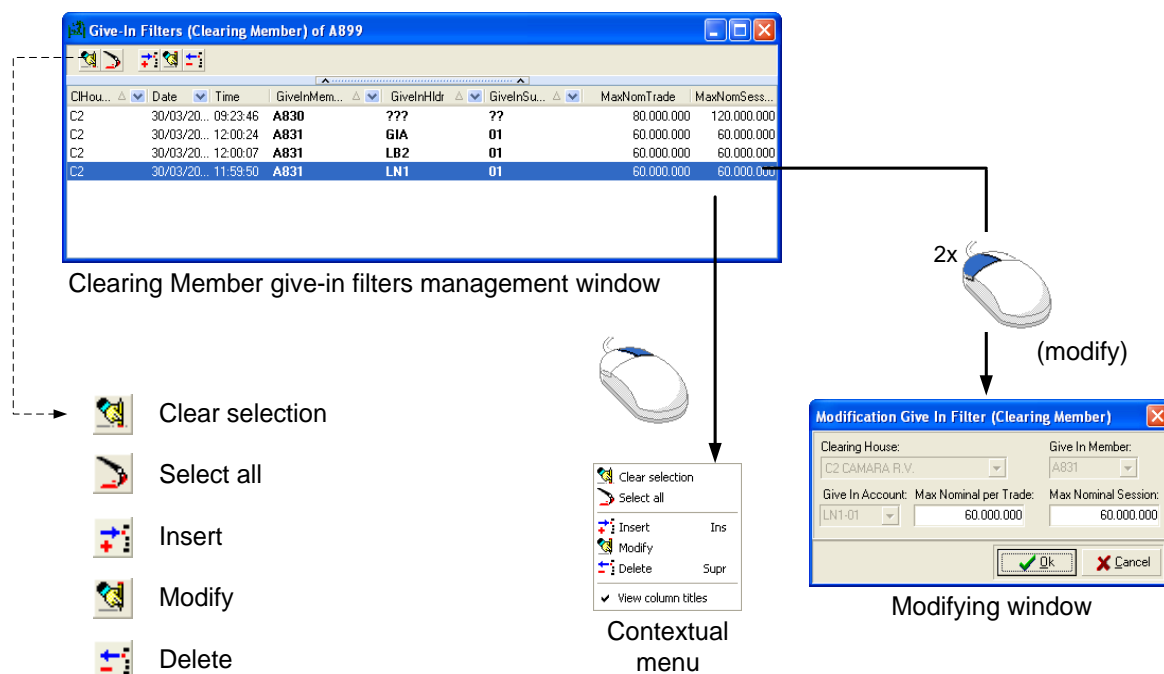 Give-In Filters (Clearing Member) of A899
ClHou... Date Time GiveInMem... GiveInHldr GiveInSu... MaxNomTrade MaxNomSess...
C2 30/03/20... 09:23:46 A830 ??? ?? 80.000.000 120.000.000
C2 30/03/20... 12:00:24 A831 GIA 01 60.000.000 60.000.000
C2 30/03/20... 12:00:07 A831 LB2 01 60.000.000 60.000.000
C2 30/03/20... 11:59:50 A831 LN1 01 60.000.000 60.000.000
Clearing Member give-in filters management window
2x
(modify)
Clear selection
Select all
Insert
Modify
Delete
Clear selection
Select all
Insert Ins
Modify
Delete Supr
View column titles
Contextual
menu
Modification Give In Filter (Clearing Member)
Clearing House: Give In Member:
C2 CAMARA R.V. A831
Give In Account: Max Nominal per Trade: Max Nominal Session:
LN1-01 60.000.000 60.000.000
Ok Cancel
Modifying window